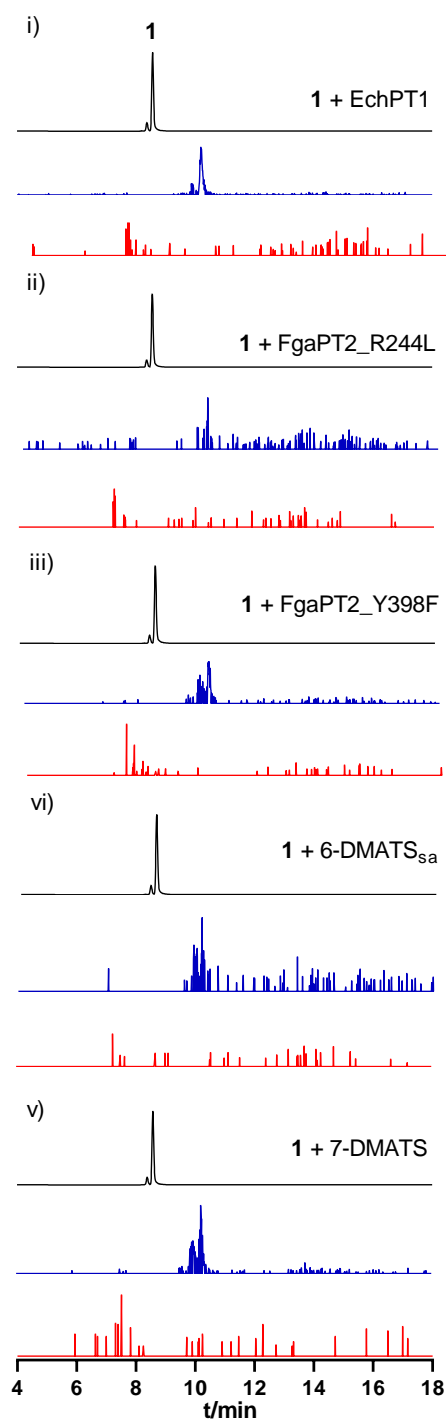 i)
1
1 + EchPT1
ii)
1 + FgaPT2_R244L
iii)
1 + FgaPT2_Y398F
vi)
1 + 6-DMATSsa
v)
1 + 7-DMATS
4 6 8 10 12 14 16 18
t/min